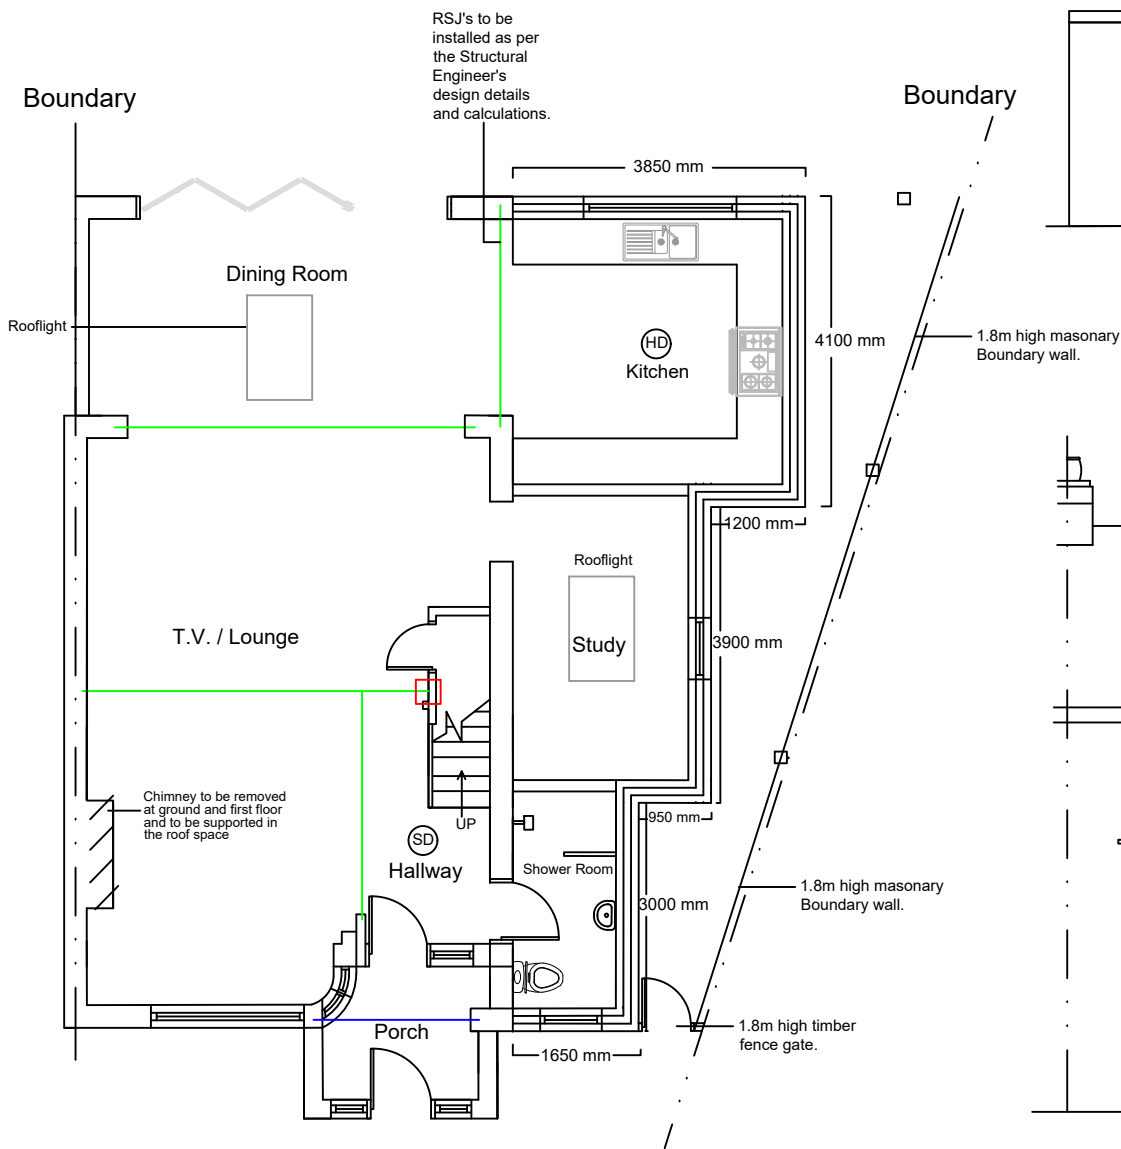 RSJ's to be
installed as per
the Structural
Engineer's
design details
and calculations.
Boundary
Boundary
3850 mm
Dining Room
Rooflight
HD
Kitchen
4100 mm
1.8m high masonary
Boundary wall.
1200 mm
Rooflight
Study
3900 mm
T.V. / Lounge
Chimney to be removed
at ground and first floor
and to be supported in
the roof space
UP
950 mm
SD
Hallway
Shower Room
3000 mm
1.8m high masonary
Boundary wall.
Porch
1.8m high timber
fence gate.
1650 mm